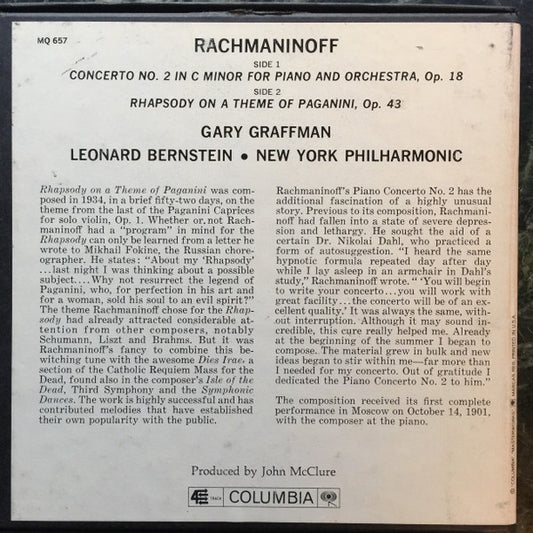 MQ 657
RACHMANINOFF
SIDE 1
CONCERTO NO. 2 IN C MINOR FOR PIANO AND ORCHESTRA, Op. 18
SIDE 2
RHAPSODY ON A THEME OF PAGANINI, Op. 43
GARY GRAFFMAN
LEONARD BERNSTEIN • NEW YORK PHILHARMONIC
Rhapsody on a Theme of Paganini was com-
posed in 1934, in a brief fifty-two days, on the
theme from the last of the Paganini Caprices
for solo violin, Op. 1. Whether or not Rach-
maninoff had a “program” in mind for the
Rhapsody can only be learned from a letter he
wrote to Mikhail Fokine, the Russian chore-
ographer. He states: “About my ‘Rhapsody’
...last night I was thinking about a possible
subject....Why not resurrect the legend of
Paganini, who, for perfection in his art and
for a woman, sold his soul to an evil spirit?”
The theme Rachmaninoff chose for the Rhap-
sody had already attracted considerable at-
tention from other composers, notably
Schumann, Liszt and Brahms. But it was
Rachmaninoff’s fancy to combine this be-
witching tune with the awesome Dies Irae, a
section of the Catholic Requiem Mass for the
Dead, found also in the composer’s Isle of the
Dead, Third Symphony and the Symphonic
Dances. The work is highly successful and has
contributed melodies that have established
their own popularity with the public.
Rachmaninoff’s Piano Concerto No. 2 has the
additional fascination of a highly unusual
story. Previous to its composition, Rachmani-
noff had fallen into a state of severe depres-
sion and lethargy. He sought the aid of a
certain Dr. Nikolai Dahl, who practiced a
form of autosuggestion. “I heard the same
hypnotic formula repeated day after day
while I lay asleep in an armchair in Dahl’s
study,” Rachmaninoff wrote. “ ‘You will begin
to write your concerto...you will work with
great facility...the concerto will be of an ex-
cellent quality.’ It was always the same, with-
out interruption. Although it may sound in-
credible, this cure really helped me. Already
at the beginning of the summer I began to
compose. The material grew in bulk and new
ideas began to stir within me—far more than
I needed for my concerto. Out of gratitude I
dedicated the Piano Concerto No. 2 to him.”
The composition received its first complete
performance in Moscow on October 14, 1901,
with the composer at the piano.
Produced by John McClure
4 TRACK COLUMBIA
® “COLUMBIA”, “MASTERWORKS”, MARCAS REG. PRINTED IN U.S.A.